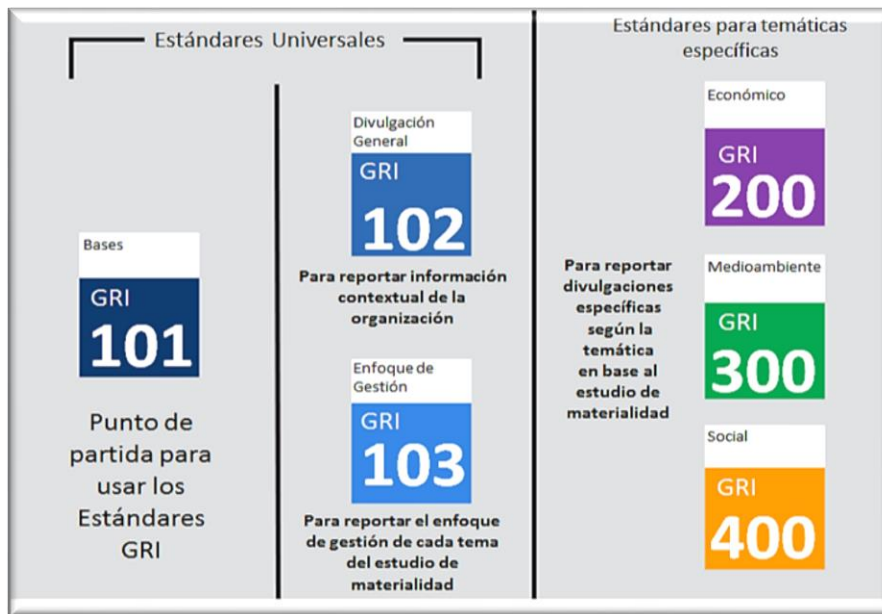 Estándares Universales
Bases
GRI
101
Punto de
partida para
usar los
Estándares
GRI
Divulgación
General
GRI
102
Para reportar información
contextual de la
organización
Enfoque de
Gestión
GRI
103
Para reportar el enfoque
de gestión de cada tema
del estudio de
materialidad
Estándares para temáticas
específicas
Para reportar
divulgaciones
específicas
según la
temática
en base al
estudio de
materialidad
Económico
GRI
200
Medioambiente
GRI
300
Social
GRI
400